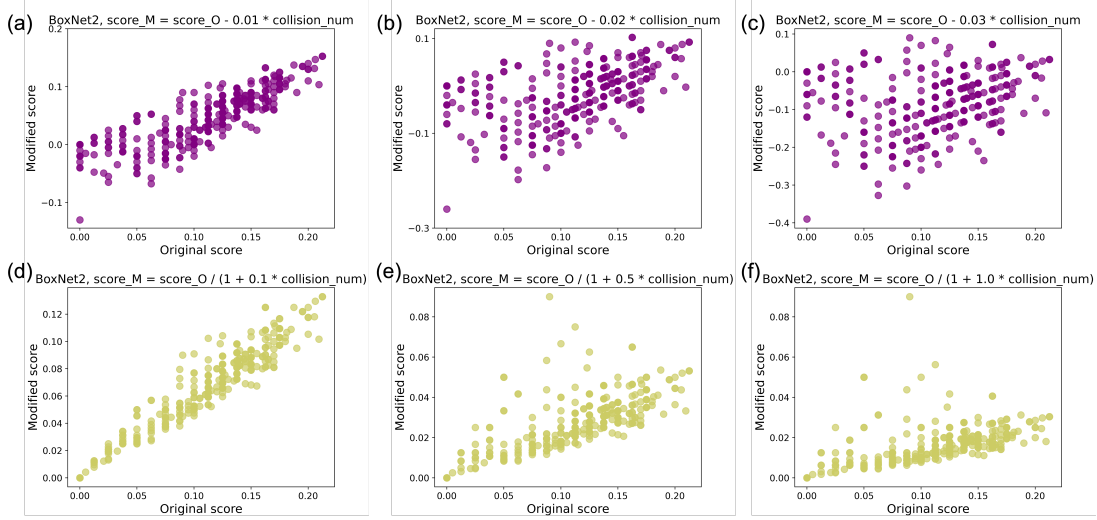 (a) BoxNet2, score_M = score_O - 0.01 * collision_num
0.2
0.1
0.0
−0.1
Modified score
0.00 0.05 0.10 0.15 0.20
Original score
(b) BoxNet2, score_M = score_O - 0.02 * collision_num
0.1
−0.1
−0.3
Modified score
0.00 0.05 0.10 0.15 0.20
Original score
(c) BoxNet2, score_M = score_O - 0.03 * collision_num
0.1
0.0
−0.1
−0.2
−0.3
−0.4
Modified score
0.00 0.05 0.10 0.15 0.20
Original score
(d) BoxNet2, score_M = score_O / (1 + 0.1 * collision_num)
0.12
0.10
0.08
0.06
0.04
0.02
0.00
Modified score
0.00 0.05 0.10 0.15 0.20
Original score
(e) BoxNet2, score_M = score_O / (1 + 0.5 * collision_num)
0.08
0.06
0.04
0.02
0.00
Modified score
0.00 0.05 0.10 0.15 0.20
Original score
(f) BoxNet2, score_M = score_O / (1 + 1.0 * collision_num)
0.08
0.06
0.04
0.02
0.00
Modified score
0.00 0.05 0.10 0.15 0.20
Original score